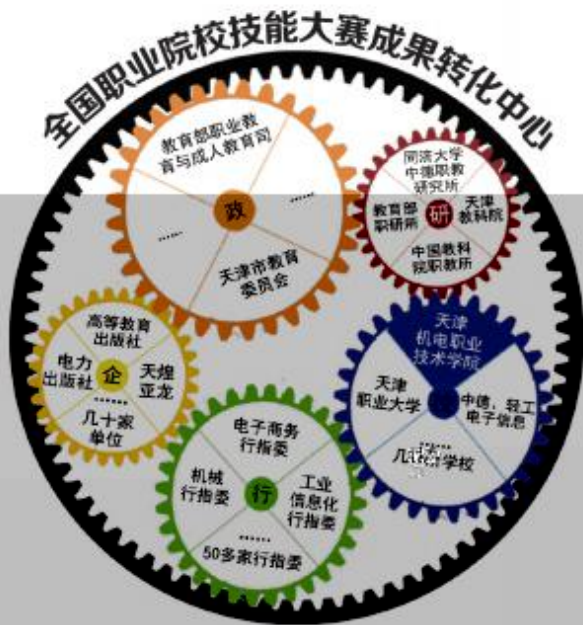 全国职业院校技能大赛成果转化中心
教育部职业教
育与成人教育司
......
......
政
天津市教育
委员会
同济大学
中德职教
研究所
教育部
职研所
研
天津
教科院
中国教科
院职教所
高等教育
出版社
电力
出版社
企
天煌
亚龙
......
几十家
单位
天津
机电职业
技术学院
天津
职业大学
中德，轻工
电子信息
......
电子商务
行指委
机械
行指委
行
工业
信息化
行指委
......
50多家行指委